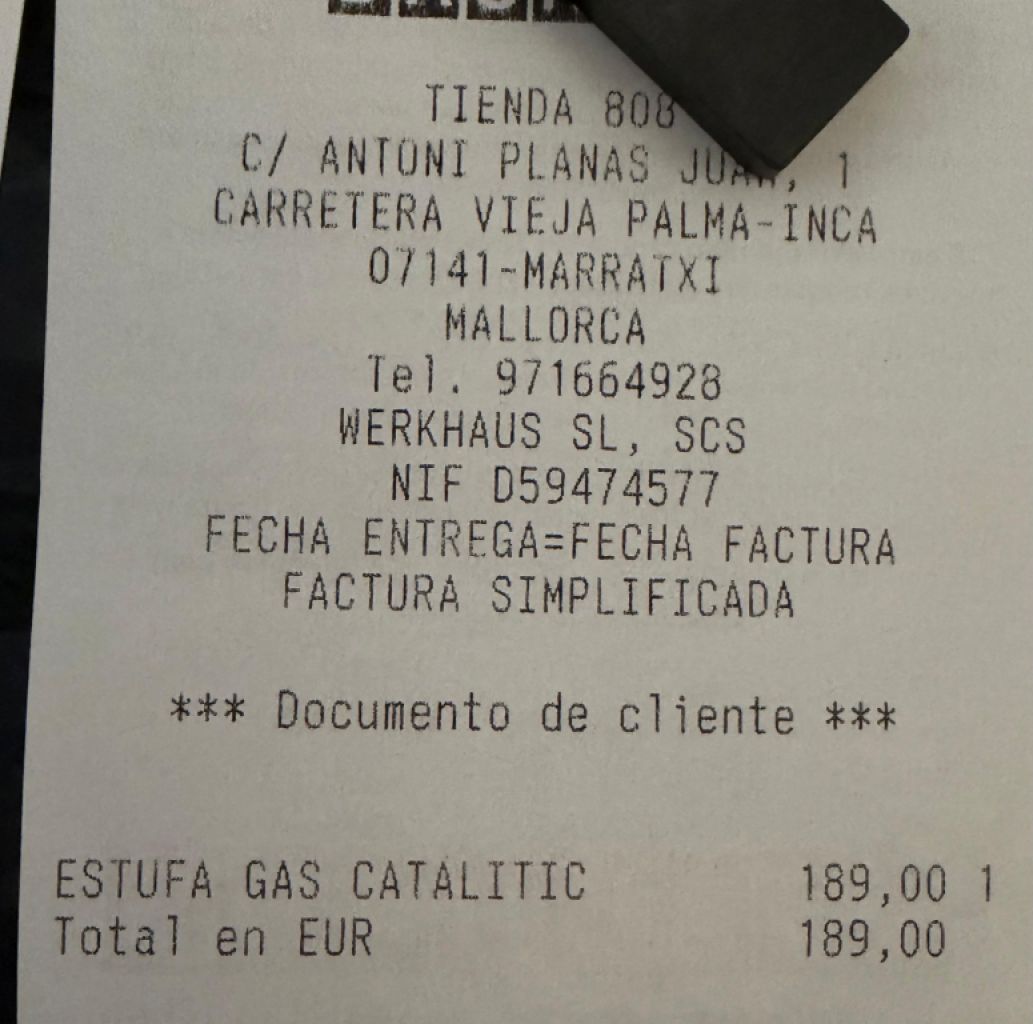 TIENDA 808
C/ ANTONI PLANAS JUAN, 1
CARRETERA VIEJA PALMA-INCA
07141-MARRATXI
MALLORCA
Tel. 971664928
WERKHAUS SL, SCS
NIF D59474577
FECHA ENTREGA=FECHA FACTURA
FACTURA SIMPLIFICADA
*** Documento de cliente ***
ESTUFA GAS CATALITIC 189,00 1
Total en EUR 189,00